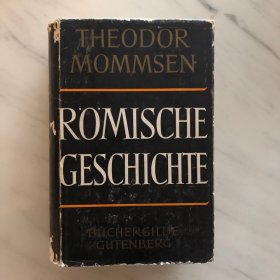 THEODOR
MOMMSEN
RÖMISCHE
GESCHICHTE
BÜCHERGILDE
GUTENBERG